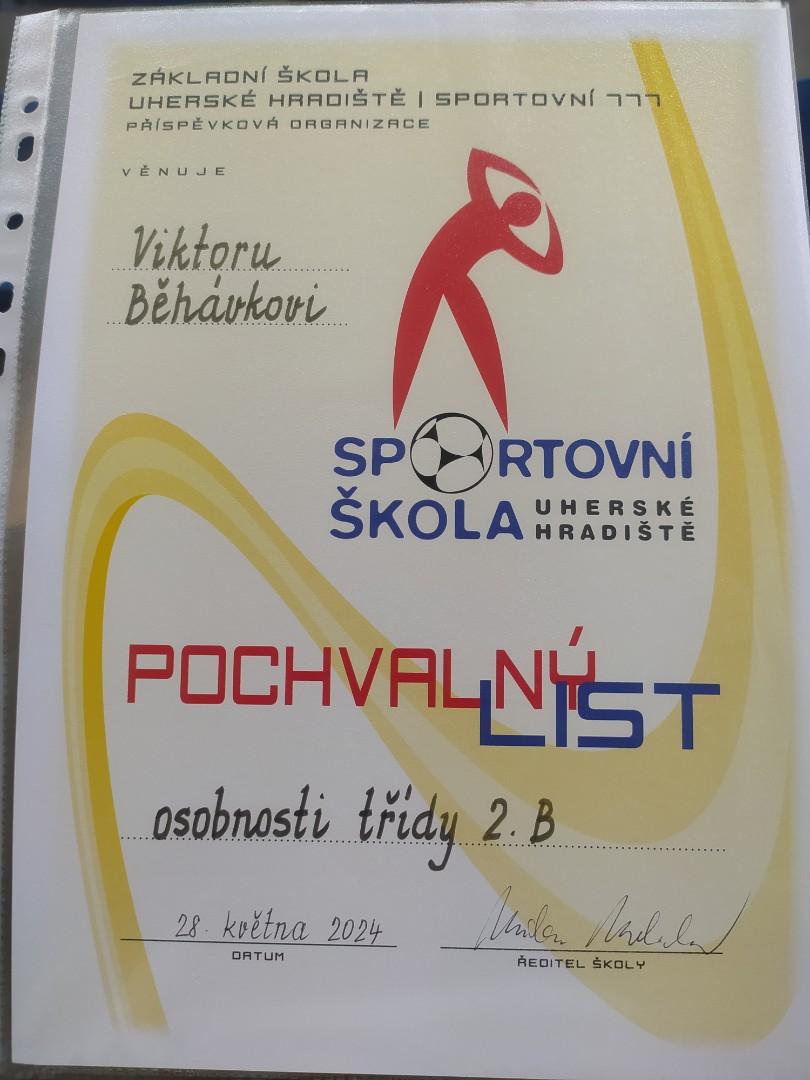 ZÁKLADNÍ ŠKOLA
UHERSKÉ HRADIŠTĚ | SPORTOVNÍ 777
PŘÍSPĚVKOVÁ ORGANIZACE
VĚNUJE
Viktoru
Běhávkovi
SPORTOVNÍ
ŠKOLA UHERSKÉ
HRADIŠTĚ
POCHVALNÝ
LIST
osobnosti třídy 2. B
28. května 2024
DATUM
ŘEDITEL ŠKOLY